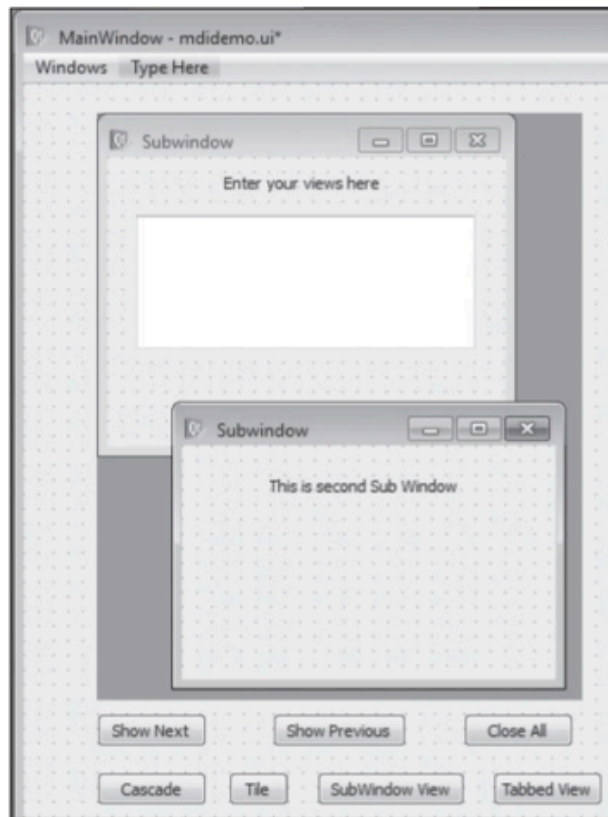 MainWindow - mdidemo.ui*
Windows Type Here
Subwindow
Enter your views here
Subwindow
This is second Sub Window
Show Next Show Previous Close All
Cascade Tile SubWindow View Tabbed View